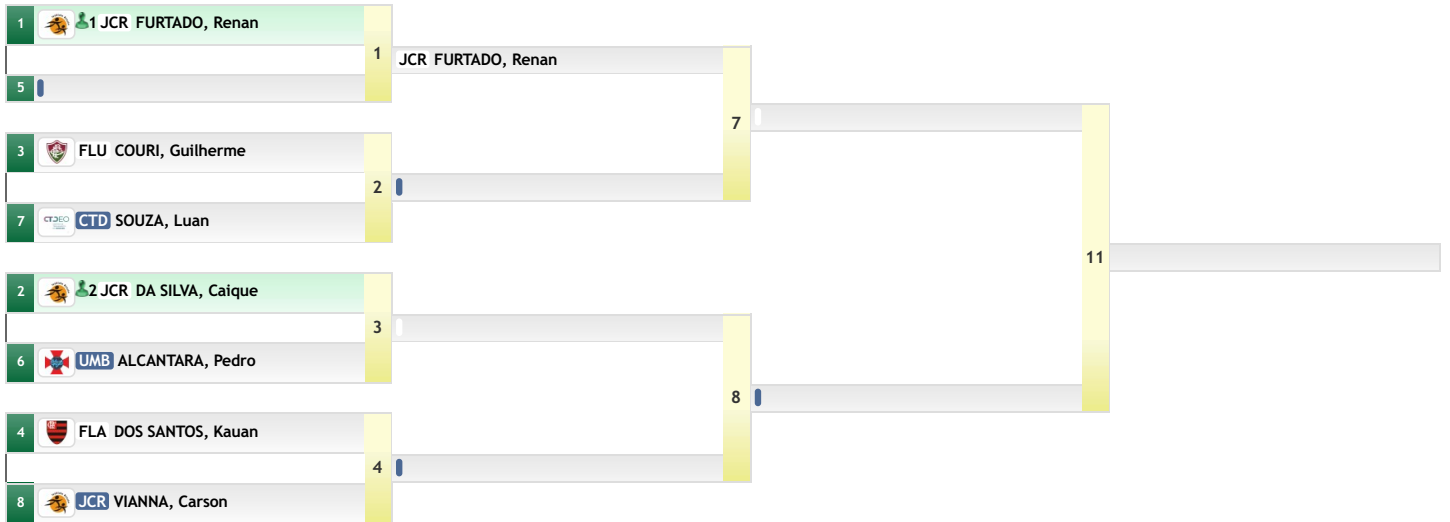 1 1 JCR FURTADO, Renan
1
JCR FURTADO, Renan
5
7
3 FLU COURI, Guilherme
2
7 CTD SOUZA, Luan
11
2 2 JCR DA SILVA, Caique
3
6 UMB ALCANTARA, Pedro
8
4 FLA DOS SANTOS, Kauan
4
8 JCR VIANNA, Carson